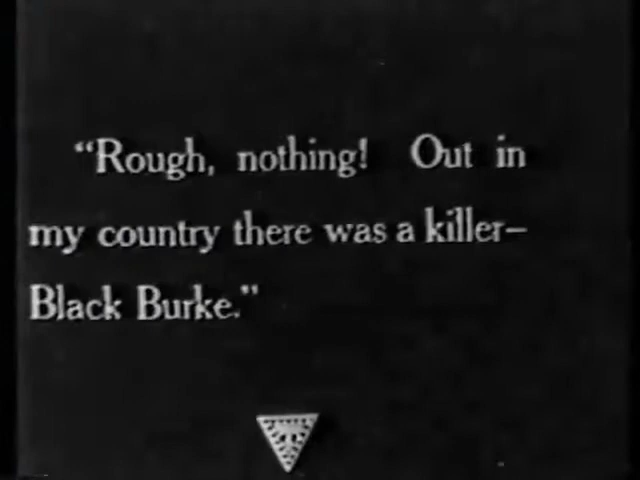 “Rough, nothing! Out in
my country there was a killer—
Black Burke.”